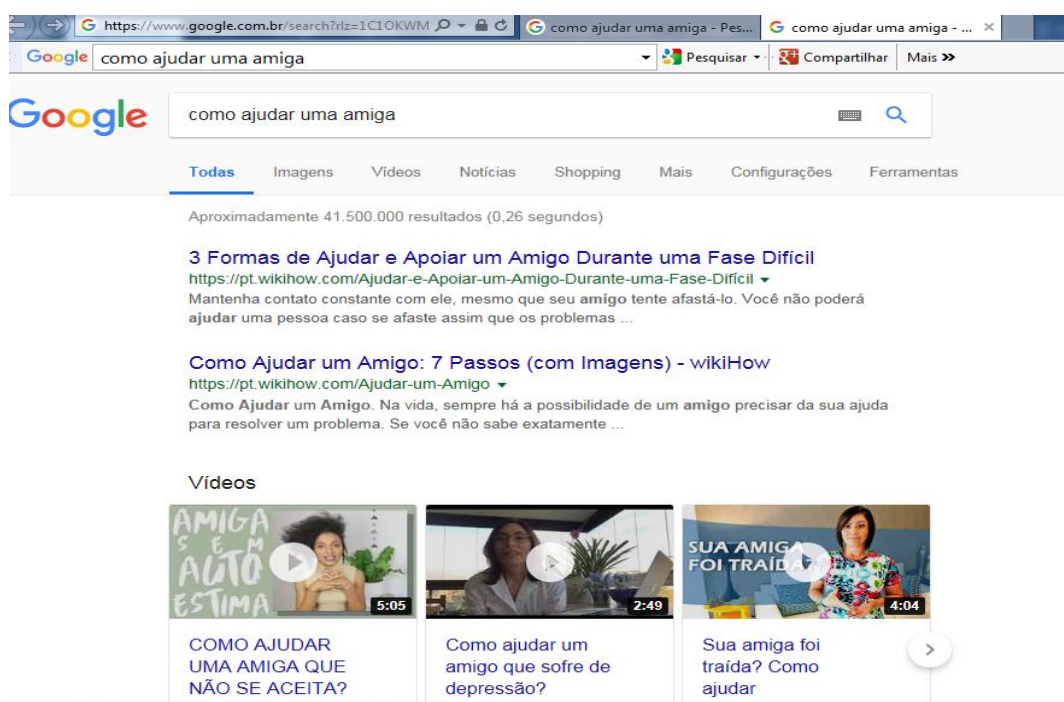 https://www.google.com.br/search?rlz=1C1OKWM
como ajudar uma amiga - Pes...
como ajudar uma amiga - ...
Google como ajudar uma amiga Pesquisar Compartilhar Mais »
Google como ajudar uma amiga
Todas Imagens Vídeos Notícias Shopping Mais Configurações Ferramentas
Aproximadamente 41.500.000 resultados (0,26 segundos)
3 Formas de Ajudar e Apoiar um Amigo Durante uma Fase Difícil
https://pt.wikihow.com/Ajudar-e-Apoiar-um-Amigo-Durante-uma-Fase-Difícil
Mantenha contato constante com ele, mesmo que seu amigo tente afastá-lo. Você não poderá
ajudar uma pessoa caso se afaste assim que os problemas ...
Como Ajudar um Amigo: 7 Passos (com Imagens) - wikiHow
https://pt.wikihow.com/Ajudar-um-Amigo
Como Ajudar um Amigo. Na vida, sempre há a possibilidade de um amigo precisar da sua ajuda
para resolver um problema. Se você não sabe exatamente ...
Vídeos
AMIGA
S E M
AUTO
ESTIMA
5:05
COMO AJUDAR
UMA AMIGA QUE
NÃO SE ACEITA?
2:49
Como ajudar um
amigo que sofre de
depressão?
SUA AMIGA
FOI TRAÍDA?
4:04
Sua amiga foi
traída? Como
ajudar